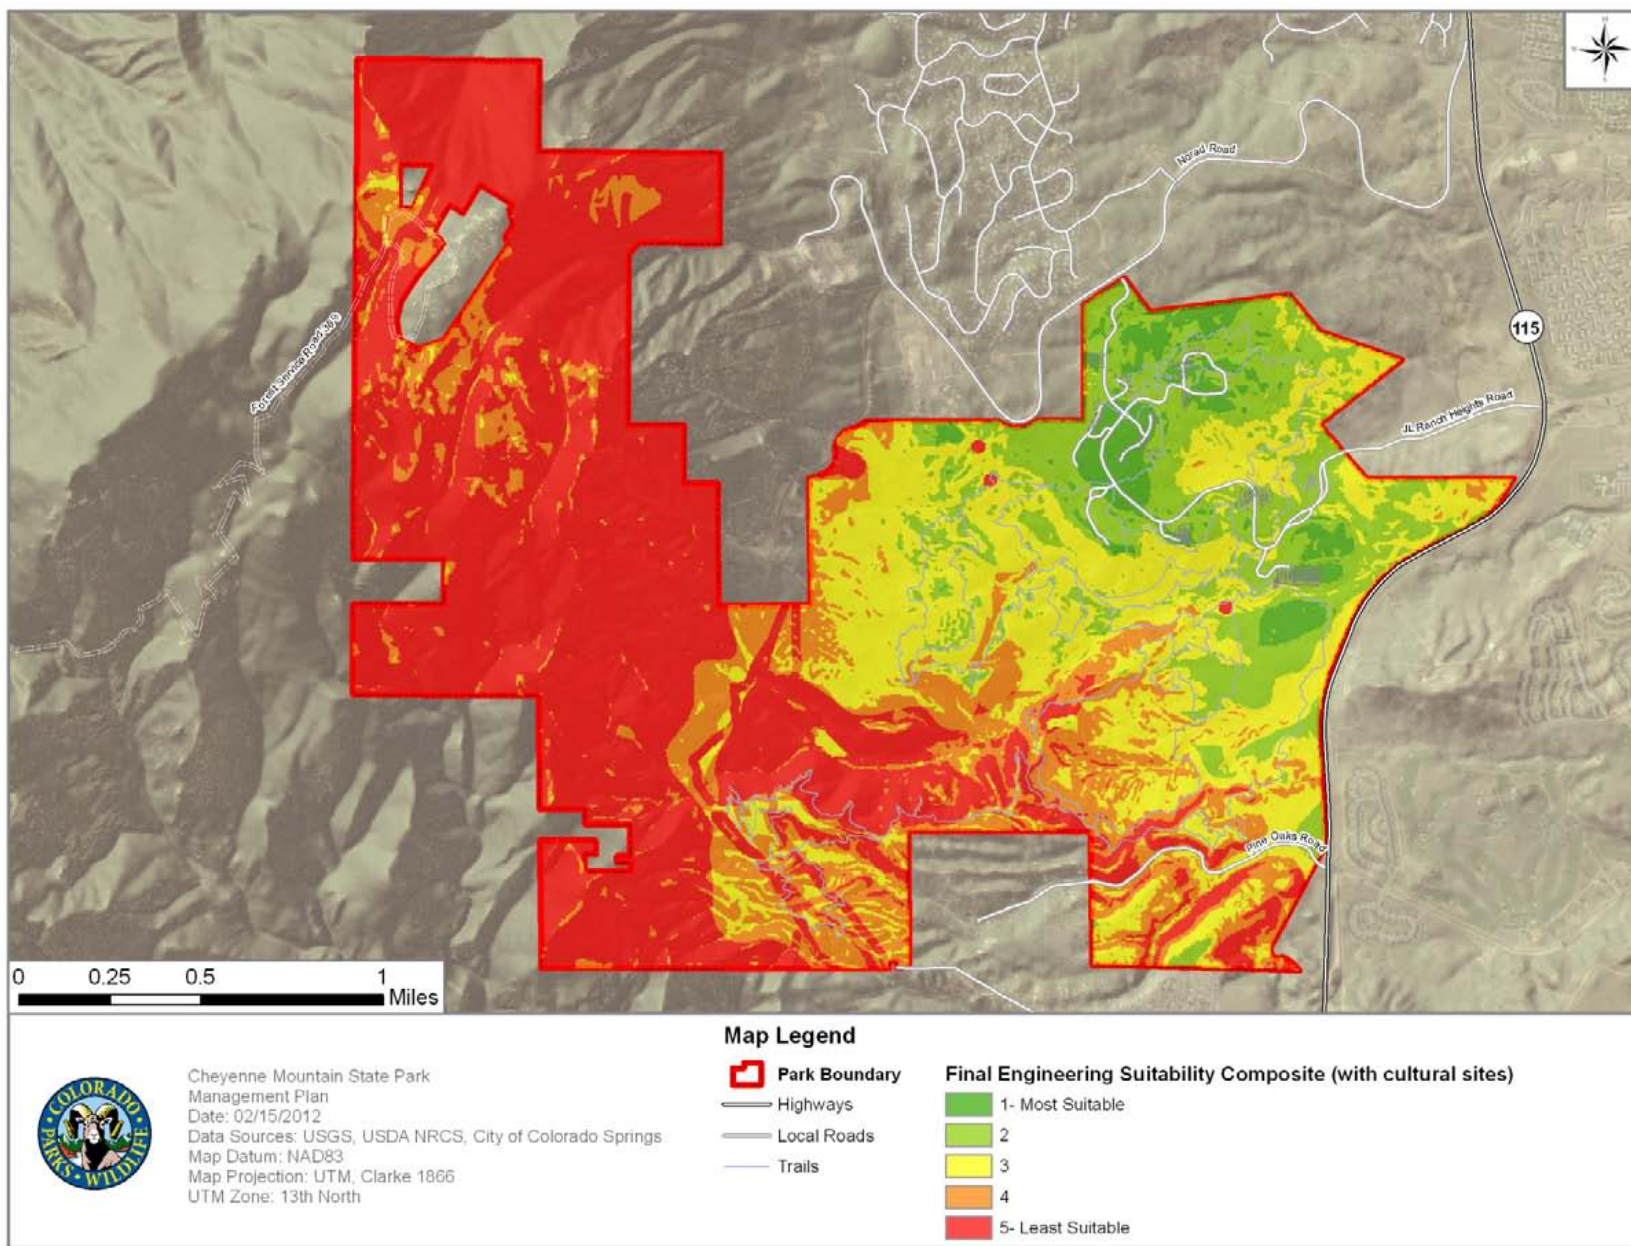 N
Norad Road
115
Forest Service Road 369
JL Ranch Heights Road
Pine Oaks Road
0 0.25 0.5 1
Miles
Map Legend
Park Boundary
Highways
Local Roads
Trails
Final Engineering Suitability Composite (with cultural sites)
1- Most Suitable
2
3
4
5- Least Suitable
COLORADO
PARKS • WILDLIFE
Cheyenne Mountain State Park
Management Plan
Date: 02/15/2012
Data Sources: USGS, USDA NRCS, City of Colorado Springs
Map Datum: NAD83
Map Projection: UTM, Clarke 1866
UTM Zone: 13th North